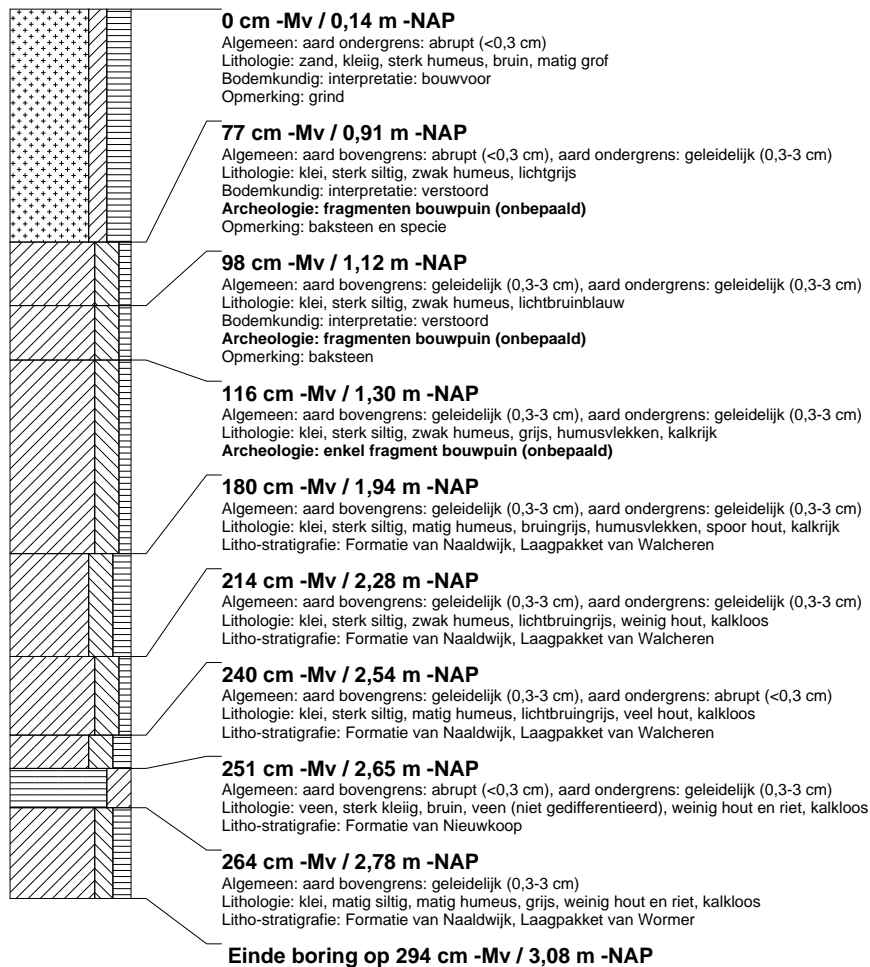 0 cm -Mv / 0,14 m -NAP
Algemeen: aard ondergrens: abrupt (<0,3 cm)
Lithologie: zand, kleiig, sterk humeus, bruin, matig grof
Bodemkundig: interpretatie: bouwvoor
Opmerking: grind
77 cm -Mv / 0,91 m -NAP
Algemeen: aard bovengrens: abrupt (<0,3 cm), aard ondergrens: geleidelijk (0,3-3 cm)
Lithologie: klei, sterk siltig, zwak humeus, lichtgrijs
Bodemkundig: interpretatie: verstoord
Archeologie: fragmenten bouwpuin (onbepaald)
Opmerking: baksteen en specie
98 cm -Mv / 1,12 m -NAP
Algemeen: aard bovengrens: geleidelijk (0,3-3 cm), aard ondergrens: geleidelijk (0,3-3 cm)
Lithologie: klei, sterk siltig, zwak humeus, lichtbruinblauw
Bodemkundig: interpretatie: verstoord
Archeologie: fragmenten bouwpuin (onbepaald)
Opmerking: baksteen
116 cm -Mv / 1,30 m -NAP
Algemeen: aard bovengrens: geleidelijk (0,3-3 cm), aard ondergrens: geleidelijk (0,3-3 cm)
Lithologie: klei, sterk siltig, zwak humeus, grijs, humusvlekken, kalkrijk
Archeologie: enkel fragment bouwpuin (onbepaald)
180 cm -Mv / 1,94 m -NAP
Algemeen: aard bovengrens: geleidelijk (0,3-3 cm), aard ondergrens: geleidelijk (0,3-3 cm)
Lithologie: klei, sterk siltig, matig humeus, bruingrijs, humusvlekken, spoor hout, kalkrijk
Litho-stratigrafie: Formatie van Naaldwijk, Laagpakket van Walcheren
214 cm -Mv / 2,28 m -NAP
Algemeen: aard bovengrens: geleidelijk (0,3-3 cm), aard ondergrens: geleidelijk (0,3-3 cm)
Lithologie: klei, sterk siltig, zwak humeus, lichtbruingrijs, weinig hout, kalkloos
Litho-stratigrafie: Formatie van Naaldwijk, Laagpakket van Walcheren
240 cm -Mv / 2,54 m -NAP
Algemeen: aard bovengrens: geleidelijk (0,3-3 cm), aard ondergrens: abrupt (<0,3 cm)
Lithologie: klei, sterk siltig, matig humeus, lichtbruingrijs, veel hout, kalkloos
Litho-stratigrafie: Formatie van Naaldwijk, Laagpakket van Walcheren
251 cm -Mv / 2,65 m -NAP
Algemeen: aard bovengrens: abrupt (<0,3 cm), aard ondergrens: geleidelijk (0,3-3 cm)
Lithologie: veen, sterk kleiig, bruin, veen (niet gedifferentieerd), weinig hout en riet, kalkloos
Litho-stratigrafie: Formatie van Nieuwkoop
264 cm -Mv / 2,78 m -NAP
Algemeen: aard bovengrens: geleidelijk (0,3-3 cm)
Lithologie: klei, matig siltig, matig humeus, grijs, weinig hout en riet, kalkloos
Litho-stratigrafie: Formatie van Naaldwijk, Laagpakket van Wormer
Einde boring op 294 cm -Mv / 3,08 m -NAP